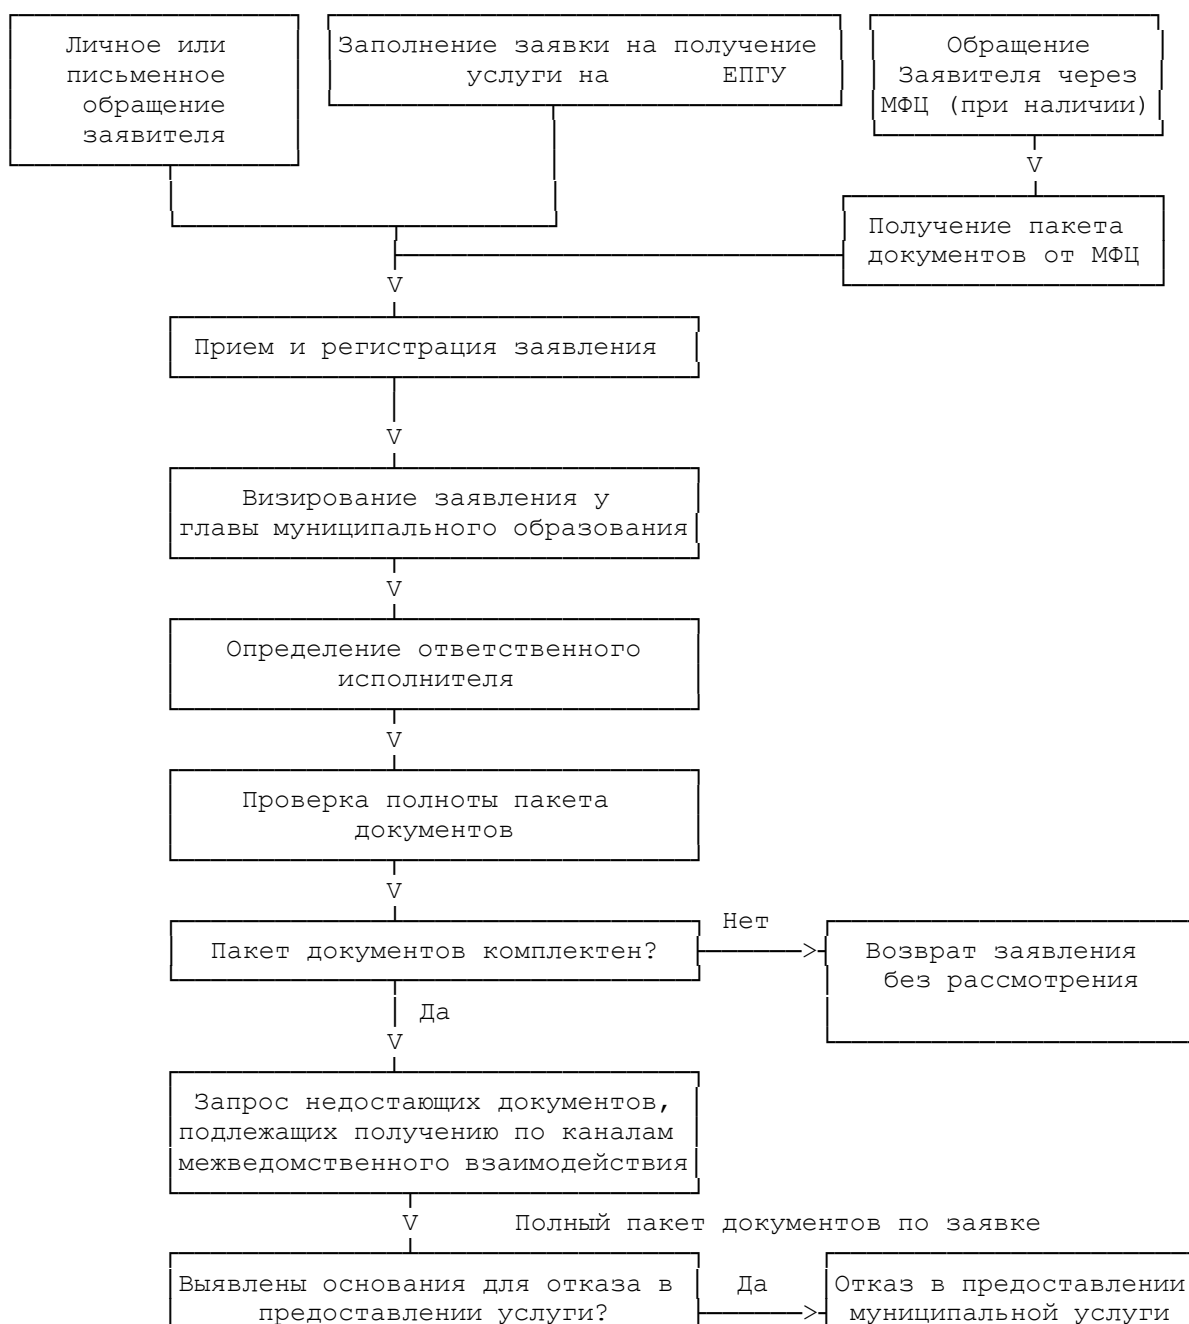 Личное или
письменное
обращение
заявителя
Заполнение заявки на получение
услуги на ЕПГУ
Обращение
Заявителя через
МФЦ (при наличии)
V
Получение пакета
документов от МФЦ
V
Прием и регистрация заявления
V
Визирование заявления у
главы муниципального образования
V
Определение ответственного
исполнителя
V
Проверка полноты пакета
документов
V
Пакет документов комплектен?
Нет
>
Возврат заявления
без рассмотрения
Да
V
Запрос недостающих документов,
подлежащих получению по каналам
межведомственного взаимодействия
V
Полный пакет документов по заявке
Выявлены основания для отказа в
предоставлении услуги?
Да
>
Отказ в предоставлении
муниципальной услуги